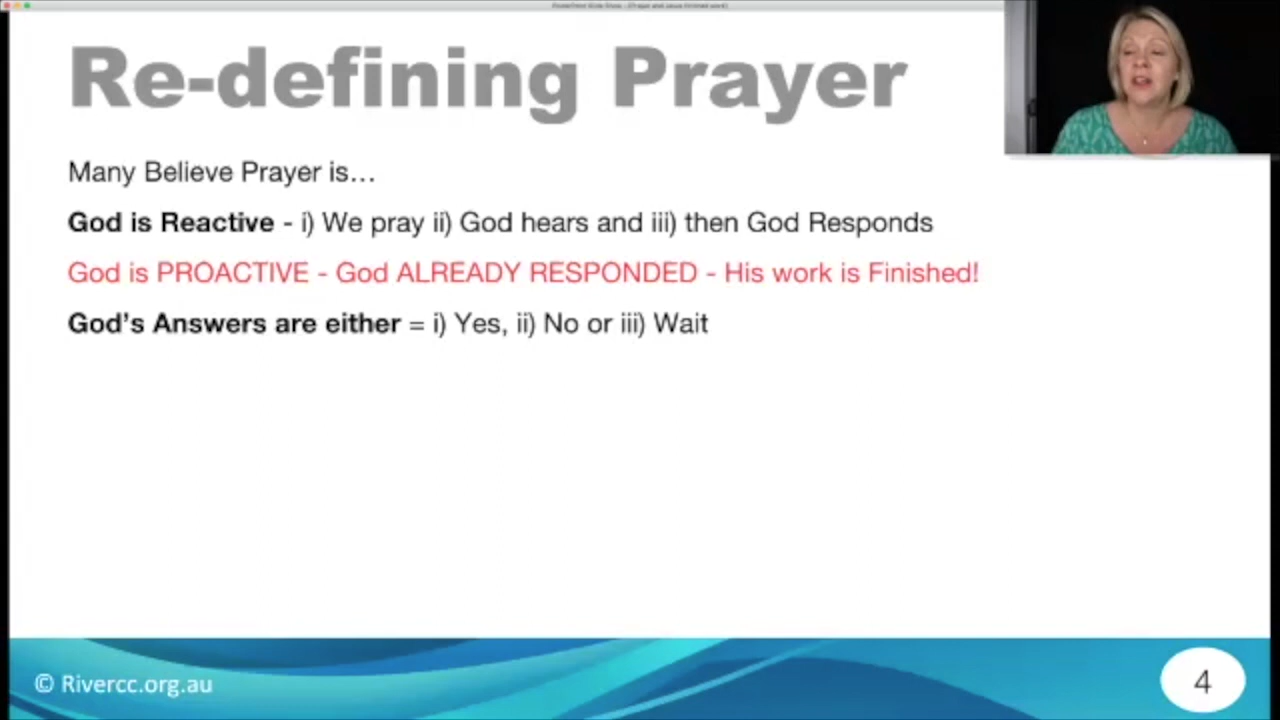 Re-defining Prayer
Many Believe Prayer is...
God is Reactive - i) We pray ii) God hears and iii) then God Responds
God is PROACTIVE - God ALREADY RESPONDED - His work is Finished!
God's Answers are either = i) Yes, ii) No or iii) Wait
© Rivercc.org.au
4